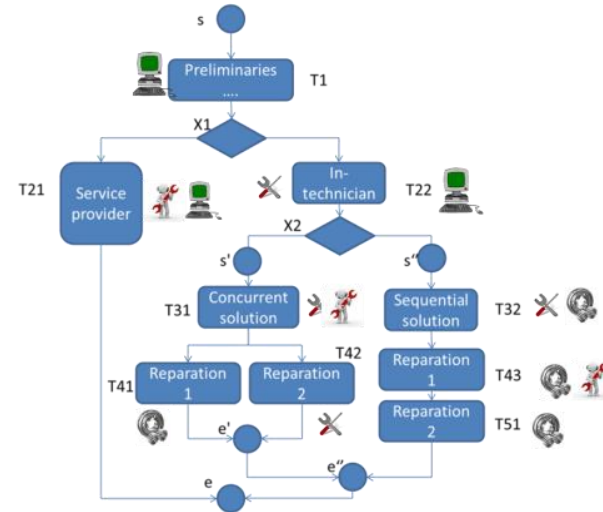 s
Preliminaries
....
T1
X1
T21
Service
provider
In-
technician
T22
X2
s'
s"
T31
Concurrent
solution
Sequential
solution
T32
T41
Reparation
1
T42
Reparation
2
Reparation
1
T43
Reparation
2
T51
e'
e"
e